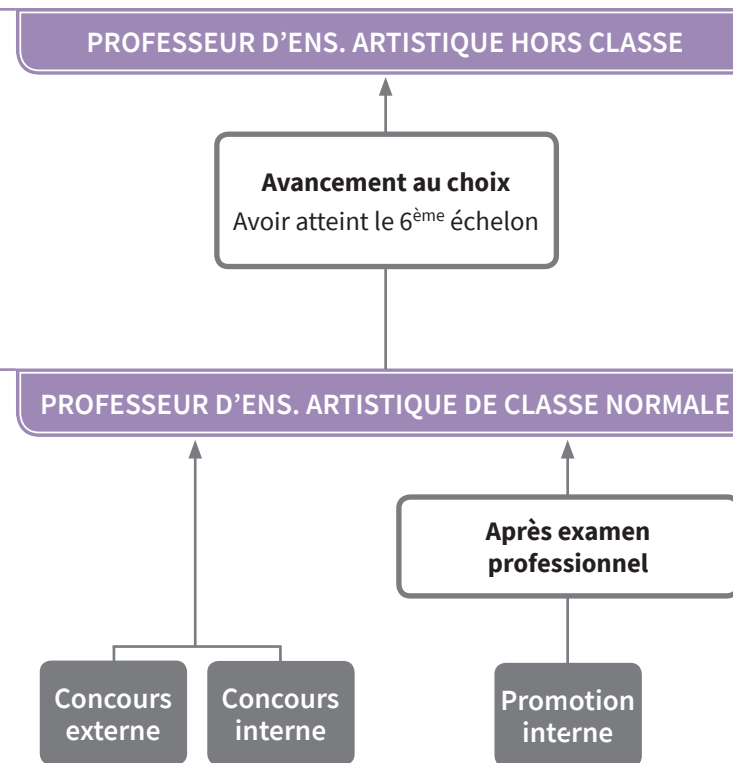 PROFESSEUR D’ENS. ARTISTIQUE HORS CLASSE
Avancement au choix
Avoir atteint le 6ème échelon
PROFESSEUR D’ENS. ARTISTIQUE DE CLASSE NORMALE
Après examen
professionnel
Concours
externe
Concours
interne
Promotion
interne